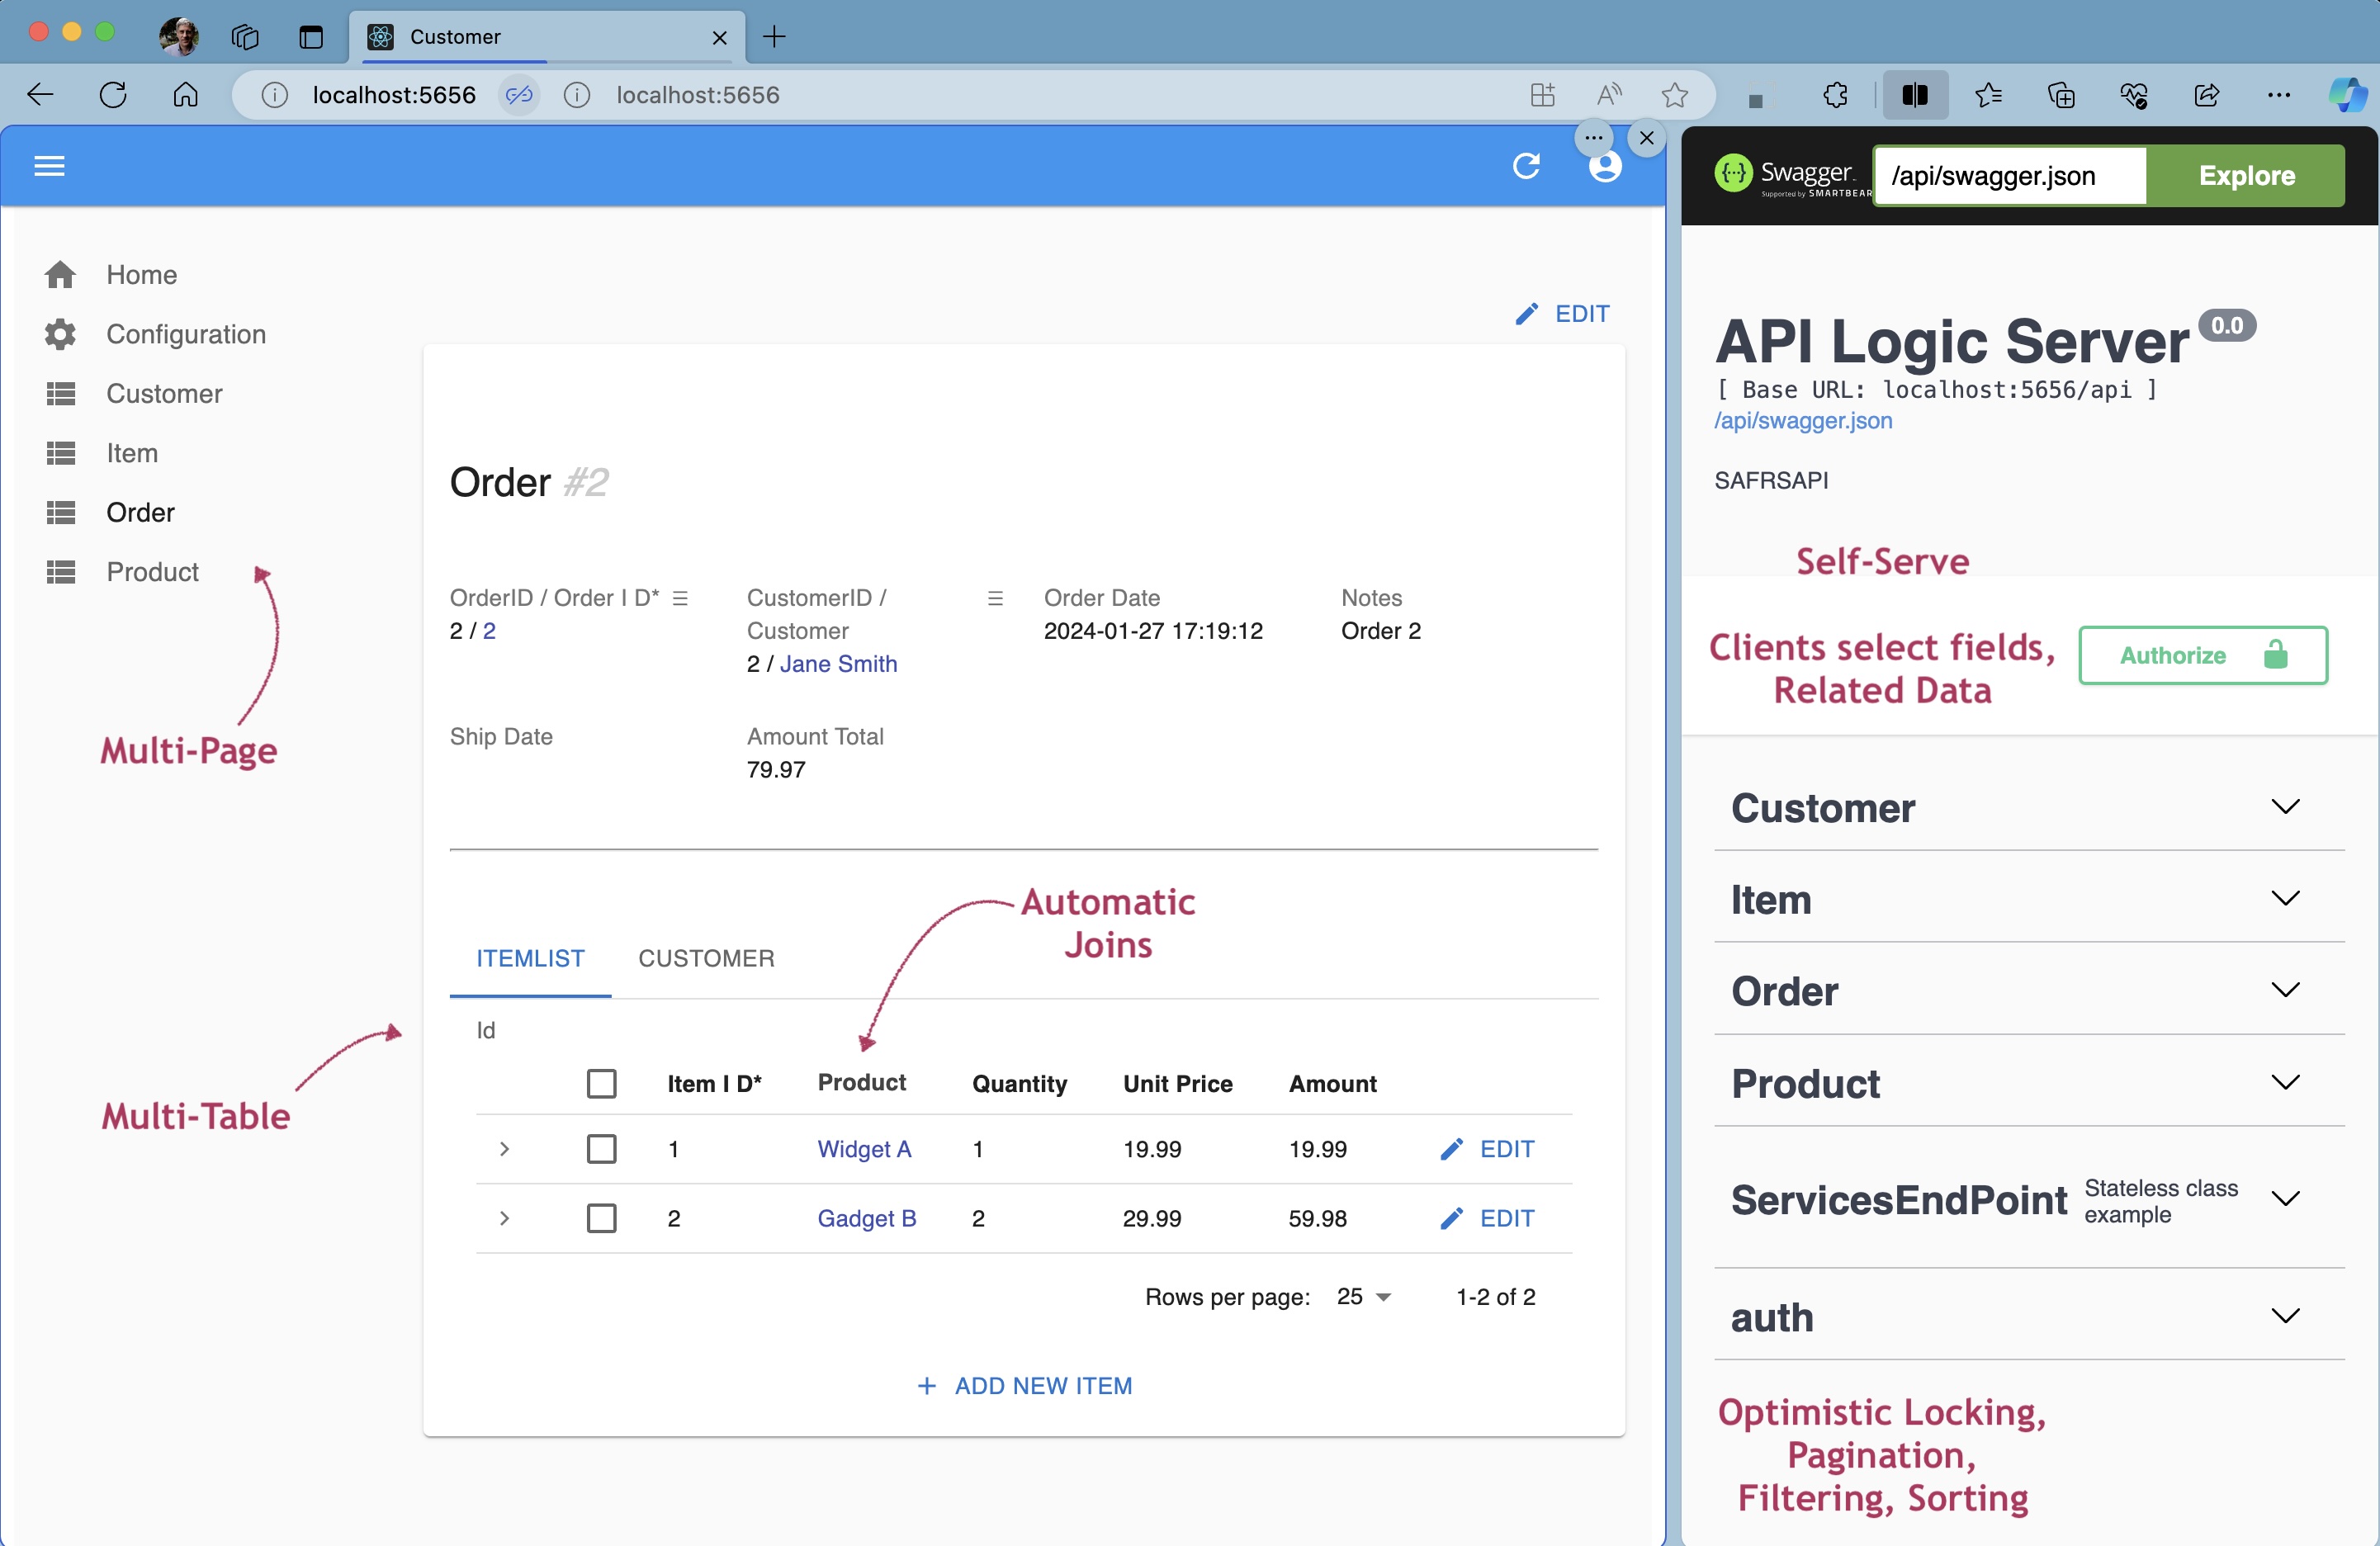 Customer
localhost:5656
localhost:5656
Home
Configuration
Customer
Item
Order
Product
Multi-Page
Multi-Table
EDIT
Order #2
OrderID / Order I D*
2 / 2
CustomerID /
Customer
2 / Jane Smith
Order Date
2024-01-27 17:19:12
Notes
Order 2
Ship Date
Amount Total
79.97
Automatic
Joins
ITEMLIST CUSTOMER
Id
Item I D* Product Quantity Unit Price Amount
1 Widget A 1 19.99 19.99 EDIT
2 Gadget B 2 29.99 59.98 EDIT
Rows per page: 25 1-2 of 2
+ ADD NEW ITEM
Swagger
Supported by SMARTBEAR
/api/swagger.json
Explore
API Logic Server 0.0
[ Base URL: localhost:5656/api ]
/api/swagger.json
SAFRSAPI
Self-Serve
Clients select fields,
Related Data
Authorize
Customer
Item
Order
Product
ServicesEndPoint Stateless class
example
auth
Optimistic Locking,
Pagination,
Filtering, Sorting